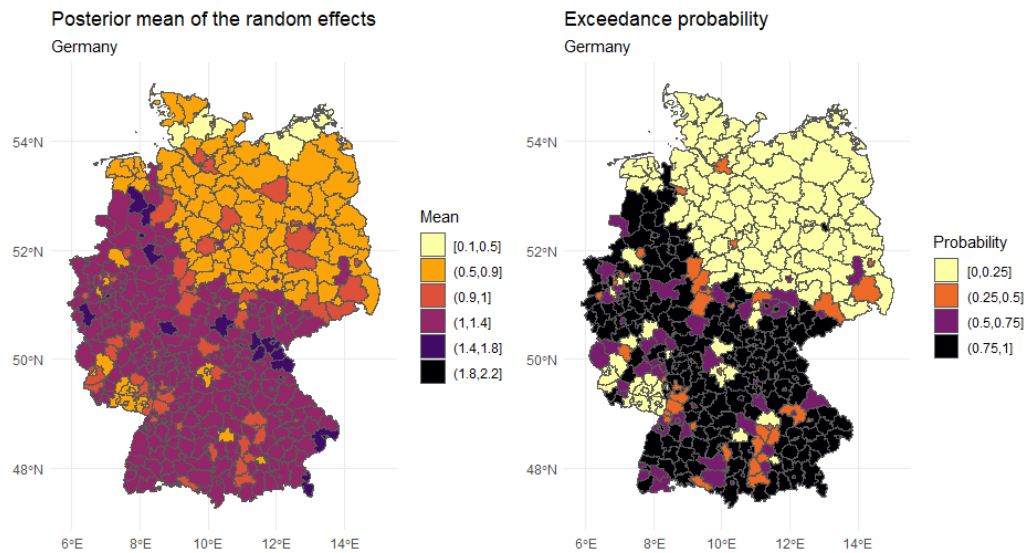 Posterior mean of the random effects
Germany
54°N
52°N
50°N
48°N
6°E
8°E
10°E
12°E
14°E
Mean
[0.1,0.5]
(0.5,0.9]
(0.9,1]
(1,1.4]
(1.4,1.8]
(1.8,2.2]
Exceedance probability
Germany
54°N
52°N
50°N
48°N
6°E
8°E
10°E
12°E
14°E
Probability
[0,0.25]
(0.25,0.5]
(0.5,0.75]
(0.75,1]